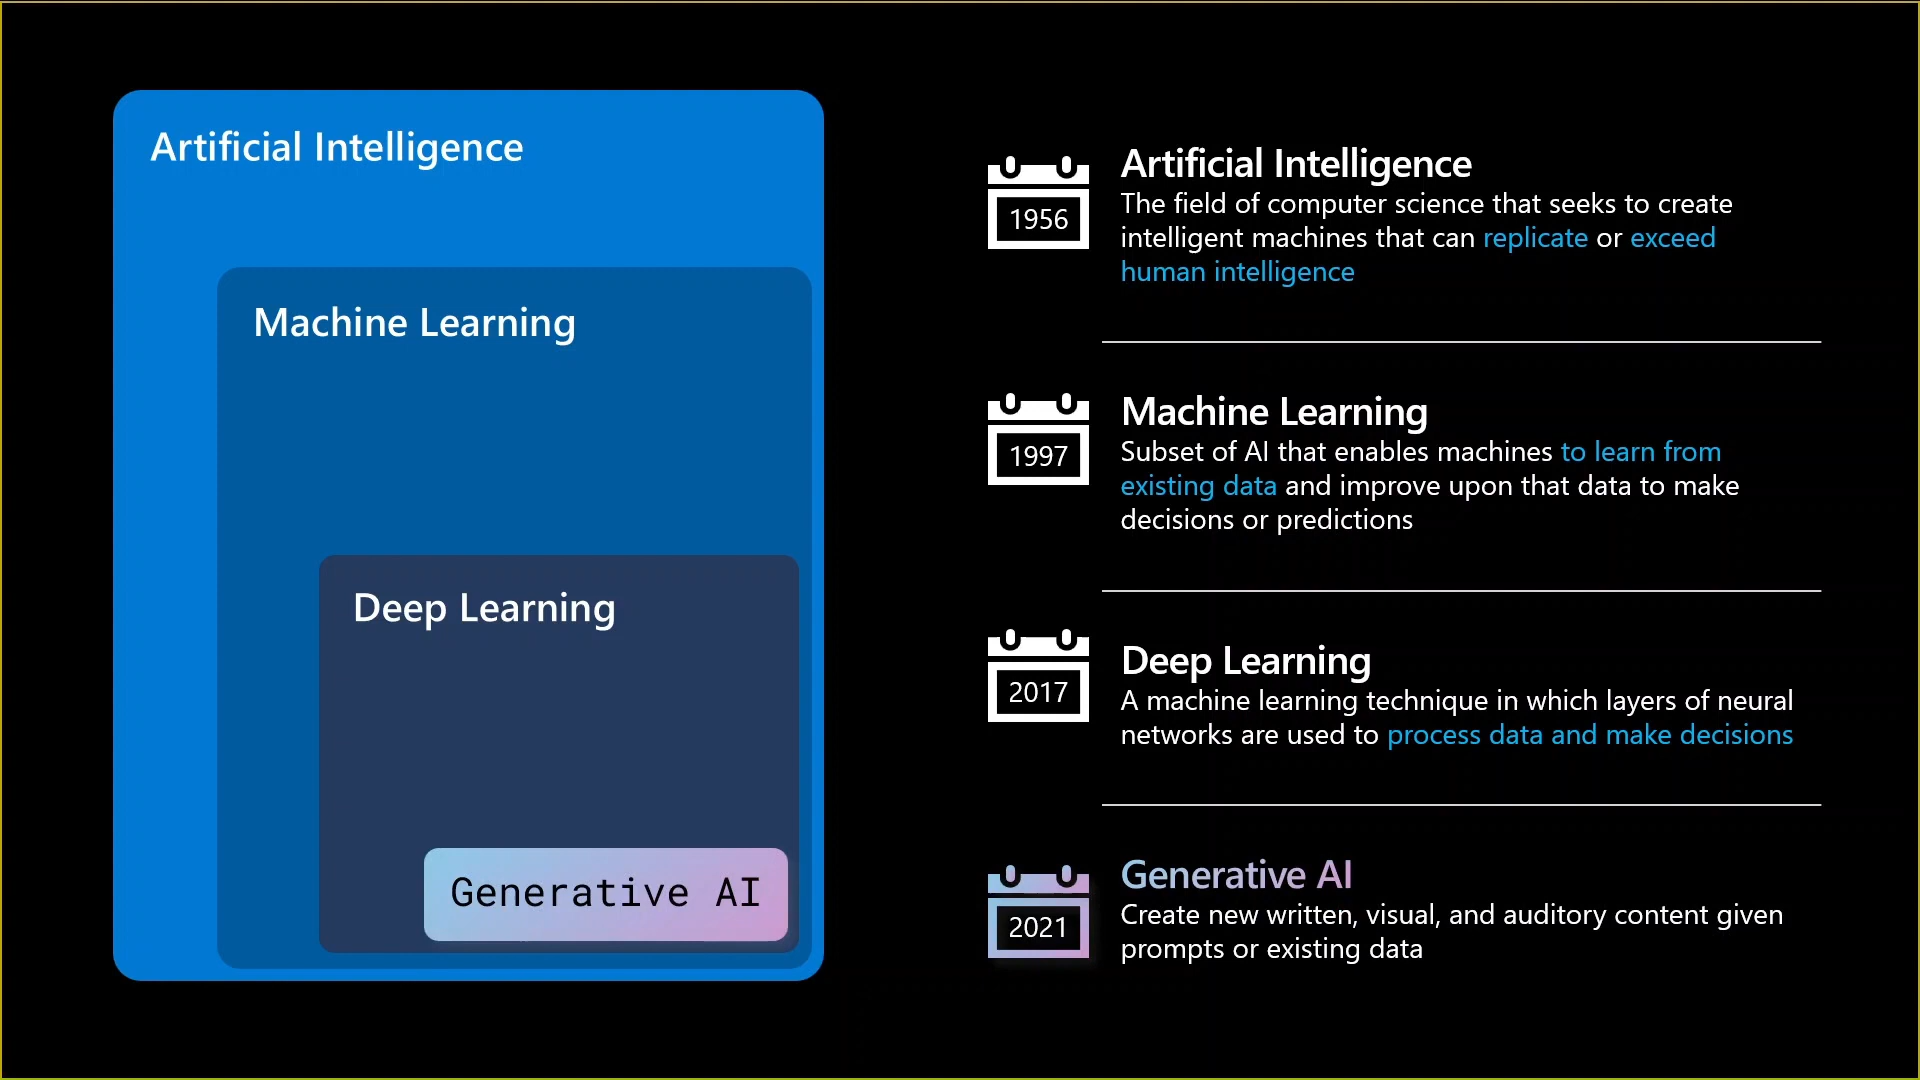 Artificial Intelligence
Machine Learning
Deep Learning
Generative AI
1956
Artificial Intelligence
The field of computer science that seeks to create
intelligent machines that can replicate or exceed
human intelligence
1997
Machine Learning
Subset of AI that enables machines to learn from
existing data and improve upon that data to make
decisions or predictions
2017
Deep Learning
A machine learning technique in which layers of neural
networks are used to process data and make decisions
2021
Generative AI
Create new written, visual, and auditory content given
prompts or existing data